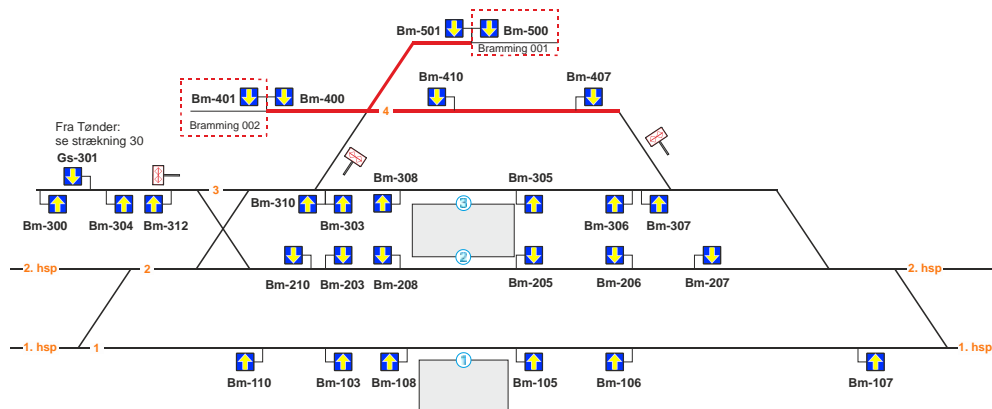 Bm-501
Bm-500
Bramming 001
Bm-401
Bm-400
Bm-410
Bm-407
4
Bramming 002
Fra Tønder:
se strækning 30
Gs-301
3
Bm-308
Bm-305
Bm-310
3
Bm-300
Bm-304
Bm-312
Bm-303
Bm-306
Bm-307
2
2. hsp
2
2. hsp
Bm-210
Bm-203
Bm-208
Bm-205
Bm-206
Bm-207
1. hsp
1
1. hsp
1
Bm-110
Bm-103
Bm-108
Bm-105
Bm-106
Bm-107